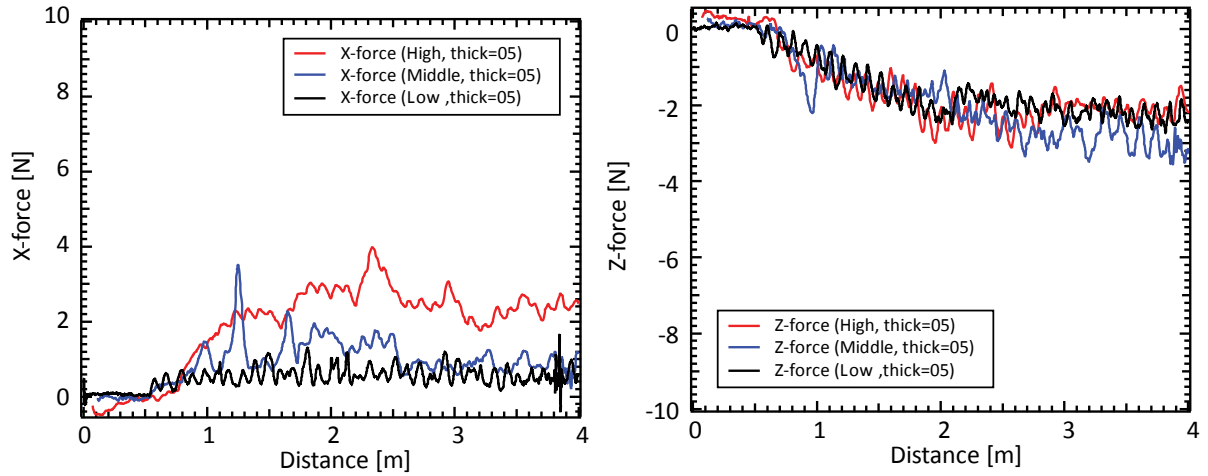 10
8
6
4
2
0
X-force [N]
X-force (High, thick=05)
X-force (Middle, thick=05)
X-force (Low ,thick=05)
0
1
2
3
4
Distance [m]
0
-2
-4
-6
-8
-10
Z-force [N]
Z-force (High, thick=05)
Z-force (Middle, thick=05)
Z-force (Low ,thick=05)
0
1
2
3
4
Distance [m]